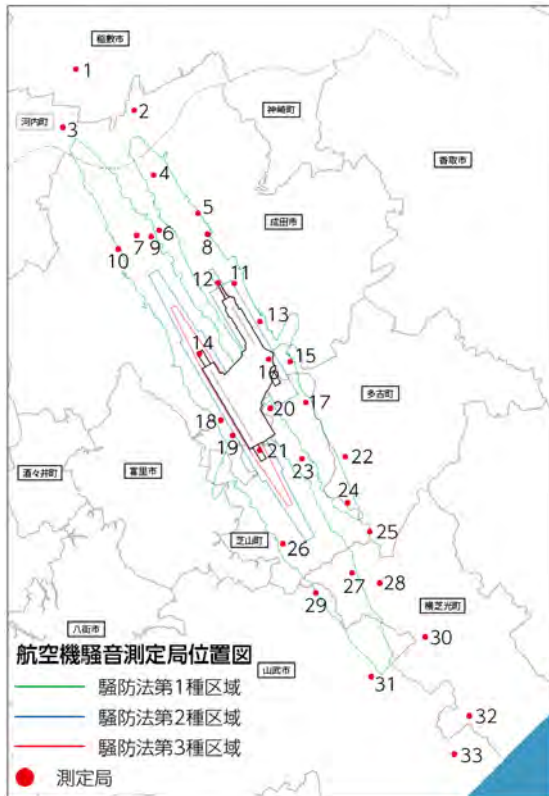 稲敷市
1
2
河内町
3
神崎町
香取市
4
5
成田市
6
7
9
8
10
12
11
13
14
15
16
17
多古町
20
18
19
21
22
富里市
酒々井町
23
24
25
芝山町
26
27
28
29
横芝光町
30
八街市
航空機騒音測定局位置図
山武市
31
騒防法第1種区域
騒防法第2種区域
32
騒防法第3種区域
33
測定局